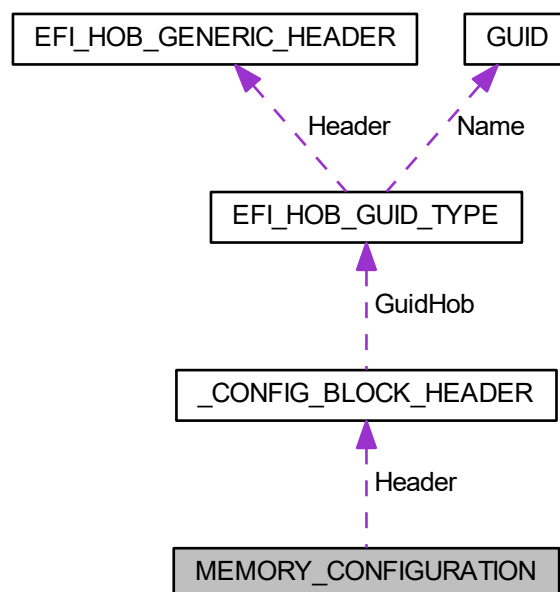 EFI_HOB_GENERIC_HEADER
GUID
Header
Name
EFI_HOB_GUID_TYPE
GuidHob
_CONFIG_BLOCK_HEADER
Header
MEMORY_CONFIGURATION